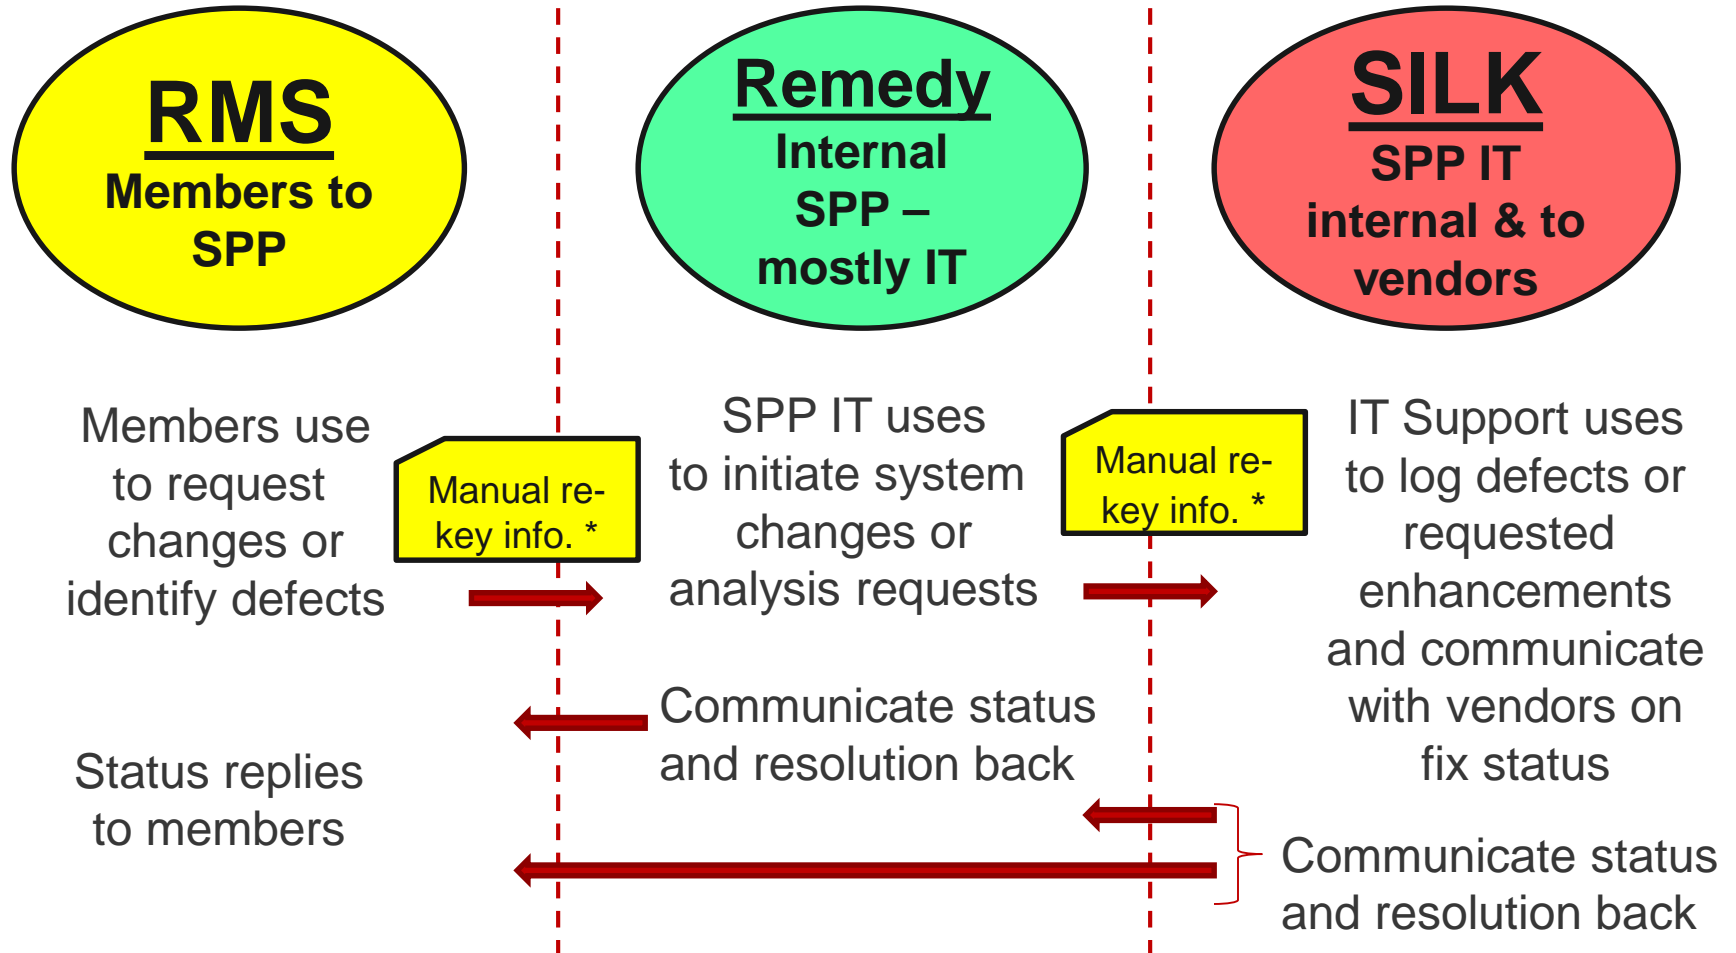 RMS
Members to
SPP
Remedy
Internal
SPP –
mostly IT
SILK
SPP IT
internal & to
vendors
Members use
to request
changes or
identify defects
Manual re-
key info. *
SPP IT uses
to initiate system
changes or
analysis requests
Manual re-
key info. *
IT Support uses
to log defects or
requested
enhancements
and communicate
with vendors on
fix status
Communicate status
and resolution back
Status replies
to members
Communicate status
and resolution back